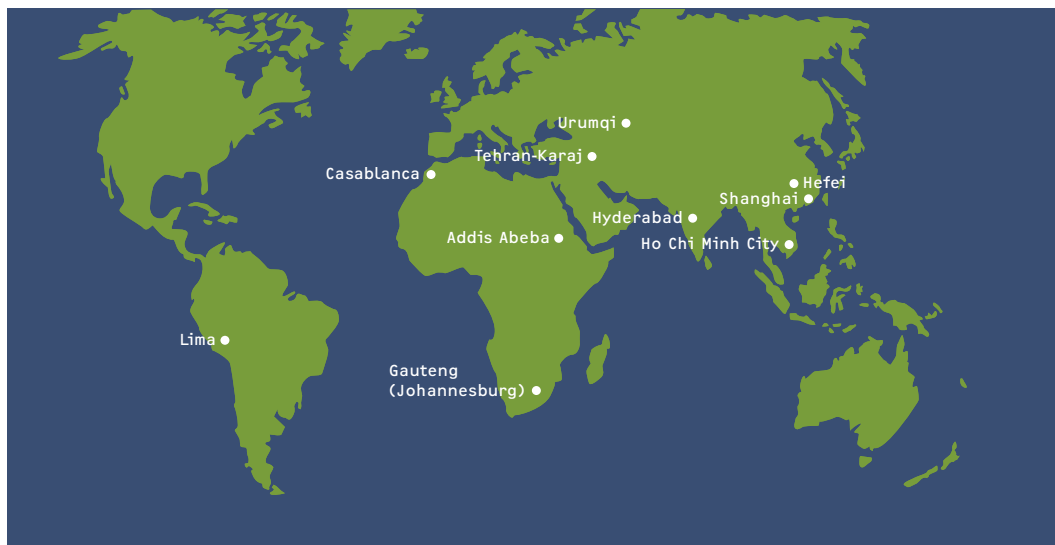 Urumqi
Tehran-Karaj
Casablanca
Hefei
Shanghai
Hyderabad
Addis Abeba
Ho Chi Minh City
Lima
Gauteng
(Johannesburg)